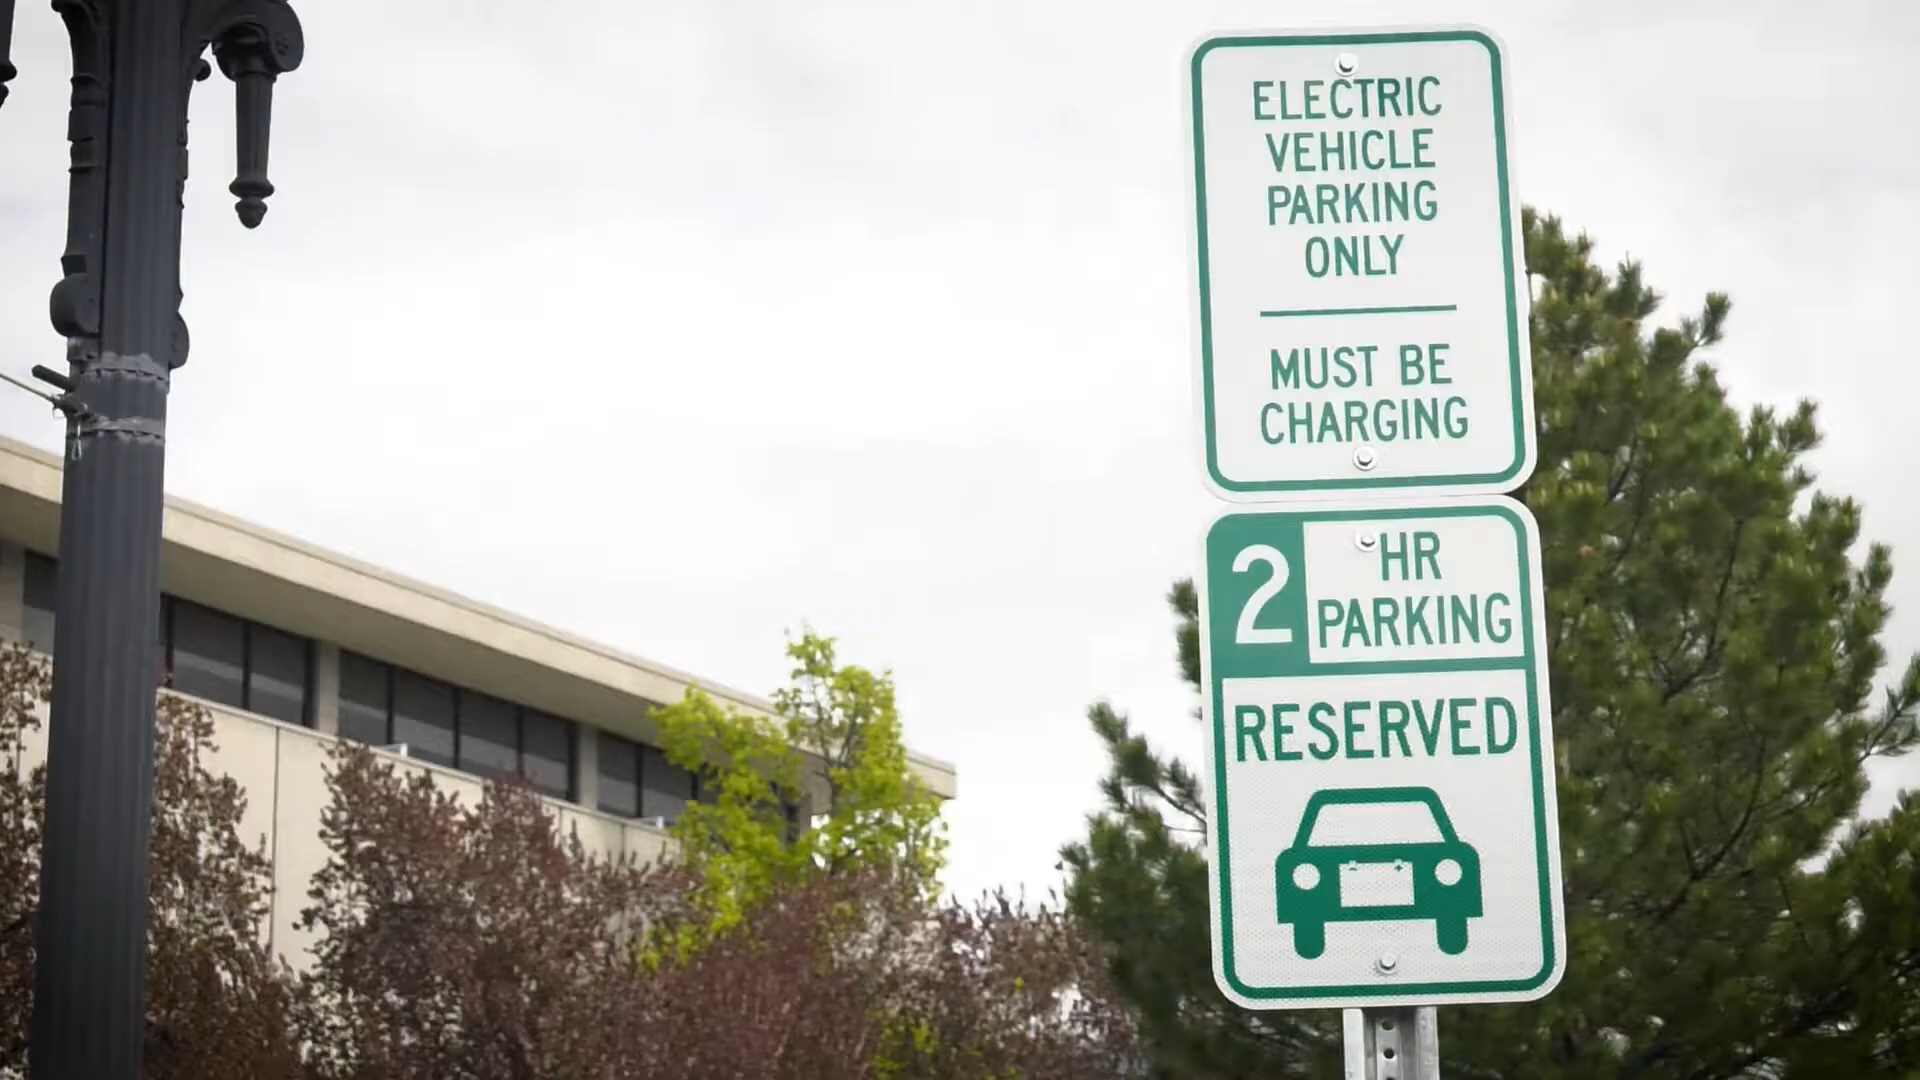 ELECTRIC
VEHICLE
PARKING
ONLY
MUST BE
CHARGING
2 HR
PARKING
RESERVED